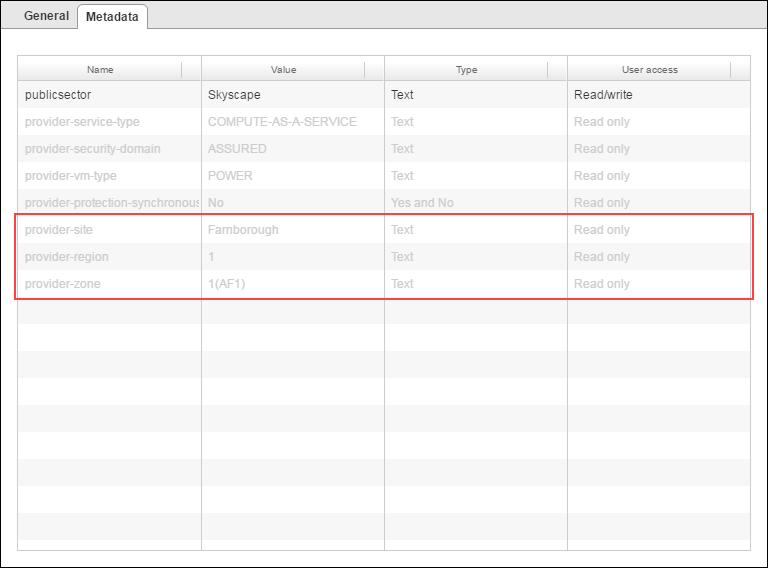 General Metadata
Name Value Type User access
publicsector Skyscape Text Read/write
provider-service-type COMPUTE-AS-A-SERVICE Text Read only
provider-security-domain ASSURED Text Read only
provider-vm-type POWER Text Read only
provider-protection-synchronous No Yes and No Read only
provider-site Farnborough Text Read only
provider-region 1 Text Read only
provider-zone 1(AF1) Text Read only